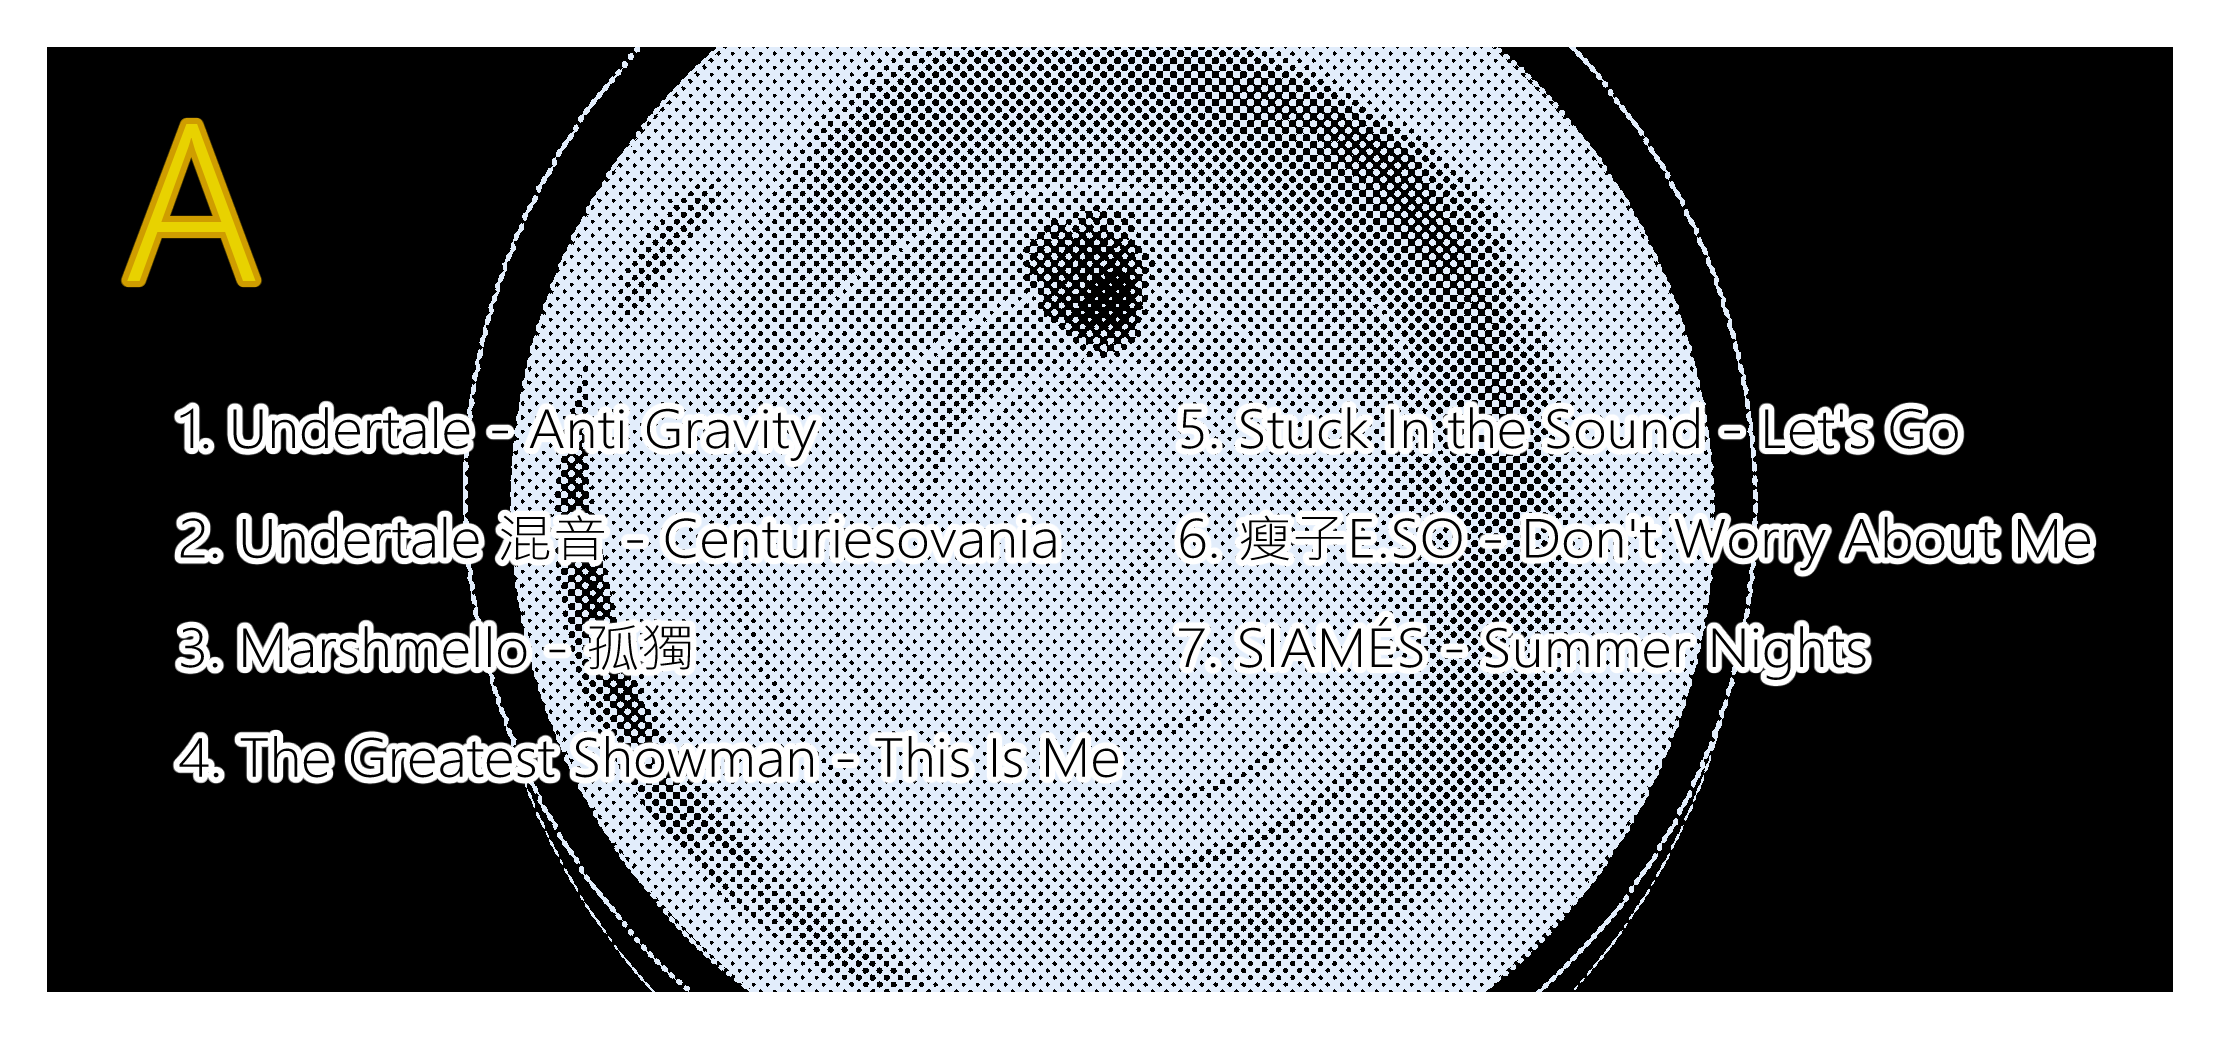 A
1. Undertale - Anti Gravity
2. Undertale 混音 - Centuriesovania
3. Marshmello - 孤獨
4. The Greatest Showman - This Is Me
5. Stuck In the Sound - Let's Go
6. 瘦子E.SO - Don't Worry About Me
7. SIAMÉS - Summer Nights